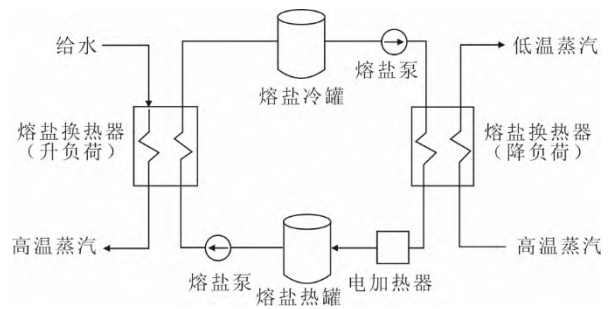 给水
熔盐冷罐
熔盐泵
低温蒸汽
熔盐换热器
（升负荷）
熔盐换热器
（降负荷）
高温蒸汽
熔盐泵
熔盐热罐
电加热器
高温蒸汽